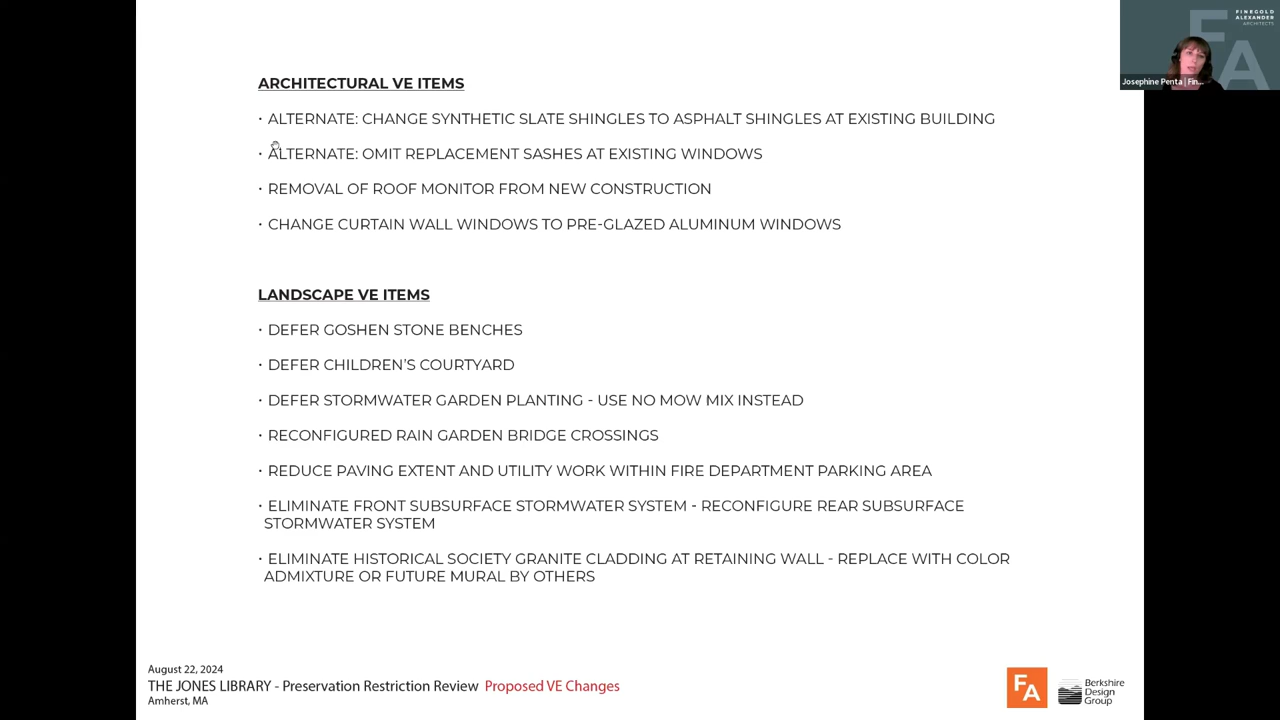 FINEGOLD
ALEXANDER
ARCHITECTS
FA
Josephine Penta | Fin...
ARCHITECTURAL VE ITEMS
· ALTERNATE: CHANGE SYNTHETIC SLATE SHINGLES TO ASPHALT SHINGLES AT EXISTING BUILDING
· ALTERNATE: OMIT REPLACEMENT SASHES AT EXISTING WINDOWS
· REMOVAL OF ROOF MONITOR FROM NEW CONSTRUCTION
· CHANGE CURTAIN WALL WINDOWS TO PRE-GLAZED ALUMINUM WINDOWS
LANDSCAPE VE ITEMS
· DEFER GOSHEN STONE BENCHES
· DEFER CHILDREN'S COURTYARD
· DEFER STORMWATER GARDEN PLANTING - USE NO MOW MIX INSTEAD
· RECONFIGURED RAIN GARDEN BRIDGE CROSSINGS
· REDUCE PAVING EXTENT AND UTILITY WORK WITHIN FIRE DEPARTMENT PARKING AREA
· ELIMINATE FRONT SUBSURFACE STORMWATER SYSTEM - RECONFIGURE REAR SUBSURFACE
STORMWATER SYSTEM
· ELIMINATE HISTORICAL SOCIETY GRANITE CLADDING AT RETAINING WALL - REPLACE WITH COLOR
ADMIXTURE OR FUTURE MURAL BY OTHERS
August 22, 2024
THE JONES LIBRARY - Preservation Restriction Review Proposed VE Changes
Amherst, MA
FA
Berkshire
Design
Group